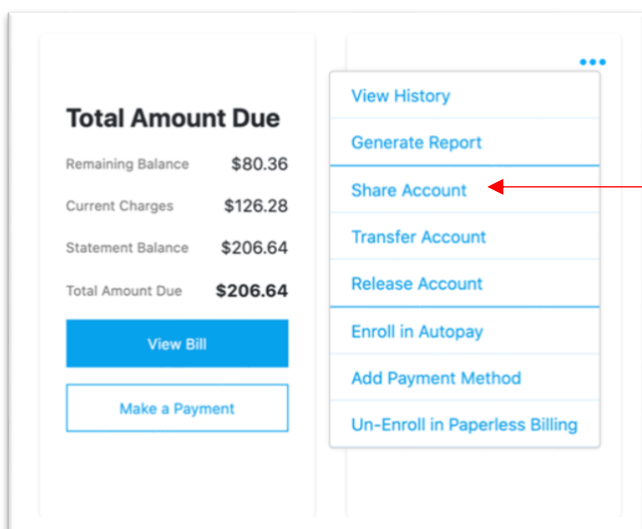 Total Amount Due
Remaining Balance $80.36
Current Charges $126.28
Statement Balance $206.64
Total Amount Due $206.64
View Bill
Make a Payment
View History
Generate Report
Share Account
Transfer Account
Release Account
Enroll in Autopay
Add Payment Method
Un-Enroll in Paperless Billing